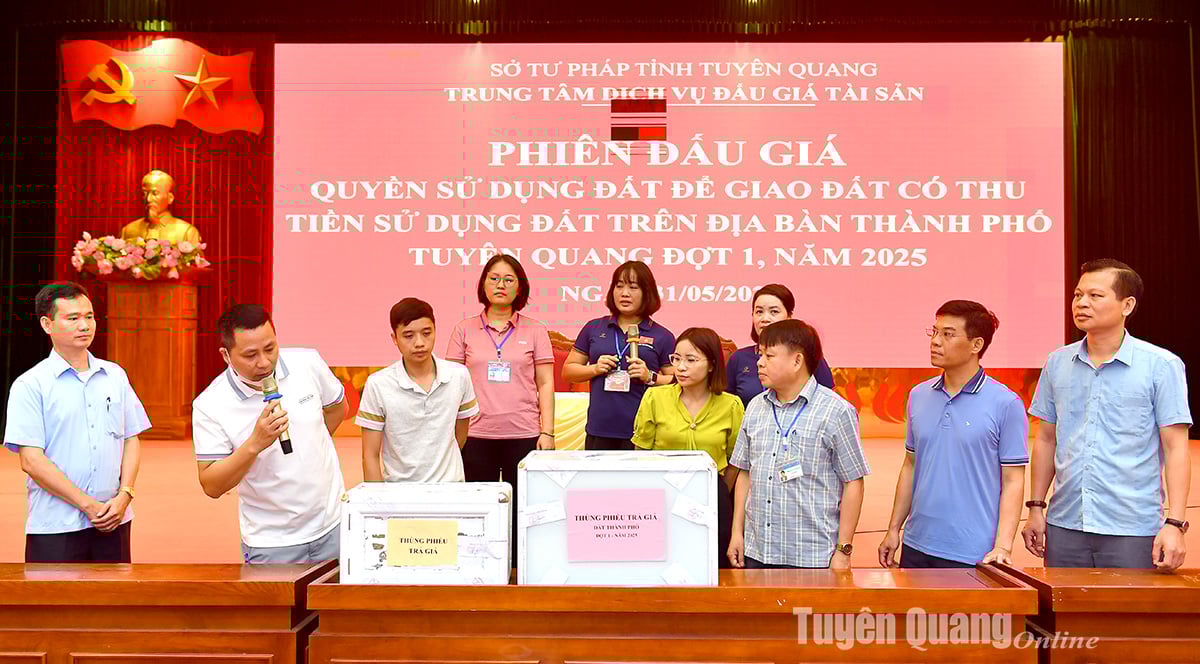 SỞ TƯ PHÁP TỈNH TUYÊN QUANG
TRUNG TÂM DỊCH VỤ ĐẤU GIÁ TÀI SẢN
PHIÊN ĐẤU GIÁ
QUYỀN SỬ DỤNG ĐẤT ĐỂ GIAO ĐẤT CÓ THU
TIỀN SỬ DỤNG ĐẤT TRÊN ĐỊA BÀN THÀNH PHỐ
TUYÊN QUANG ĐỢT 1, NĂM 2025
31/05/
THÙNG PHIẾU
TRẢ GIÁ
THÙNG PHIẾU TRẢ GIÁ
ĐẤT THÀNH PHỐ
ĐỢT 1 - NĂM 2025
Tuyên Quang Online